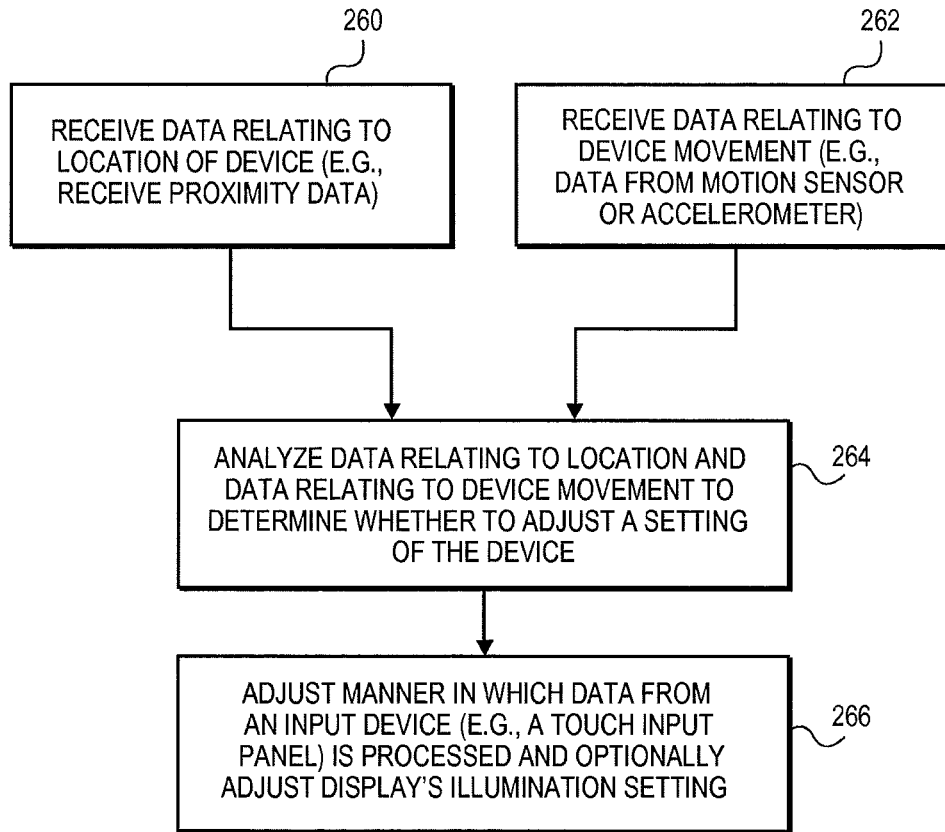 260
262
RECEIVE DATA RELATING TO
LOCATION OF DEVICE (E.G.,
RECEIVE PROXIMITY DATA)
RECEIVE DATA RELATING TO
DEVICE MOVEMENT (E.G.,
DATA FROM MOTION SENSOR
OR ACCELEROMETER)
ANALYZE DATA RELATING TO LOCATION AND
DATA RELATING TO DEVICE MOVEMENT TO
DETERMINE WHETHER TO ADJUST A SETTING
OF THE DEVICE
264
ADJUST MANNER IN WHICH DATA FROM
AN INPUT DEVICE (E.G., A TOUCH INPUT
PANEL) IS PROCESSED AND OPTIONALLY
ADJUST DISPLAY'S ILLUMINATION SETTING
266